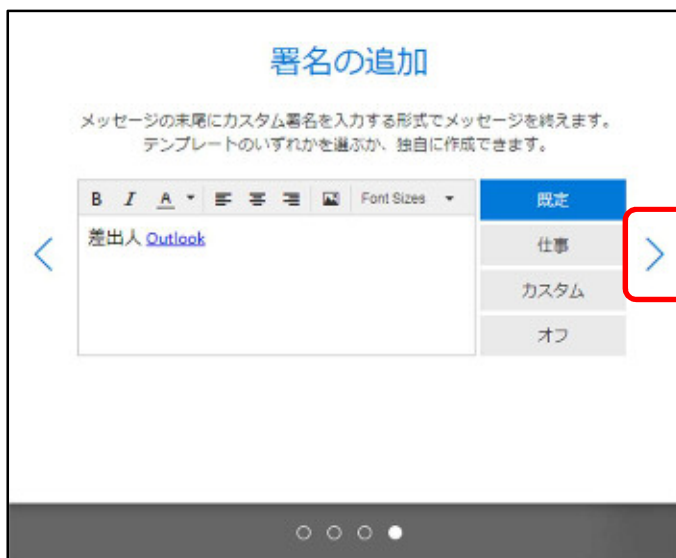 署名の追加
メッセージの末尾にカスタム署名を入力する形式でメッセージを終えます。
テンプレートのいずれかを選ぶか、独自に作成できます。
B I A Font Sizes
差出人 Outlook
既定
仕事
カスタム
オフ